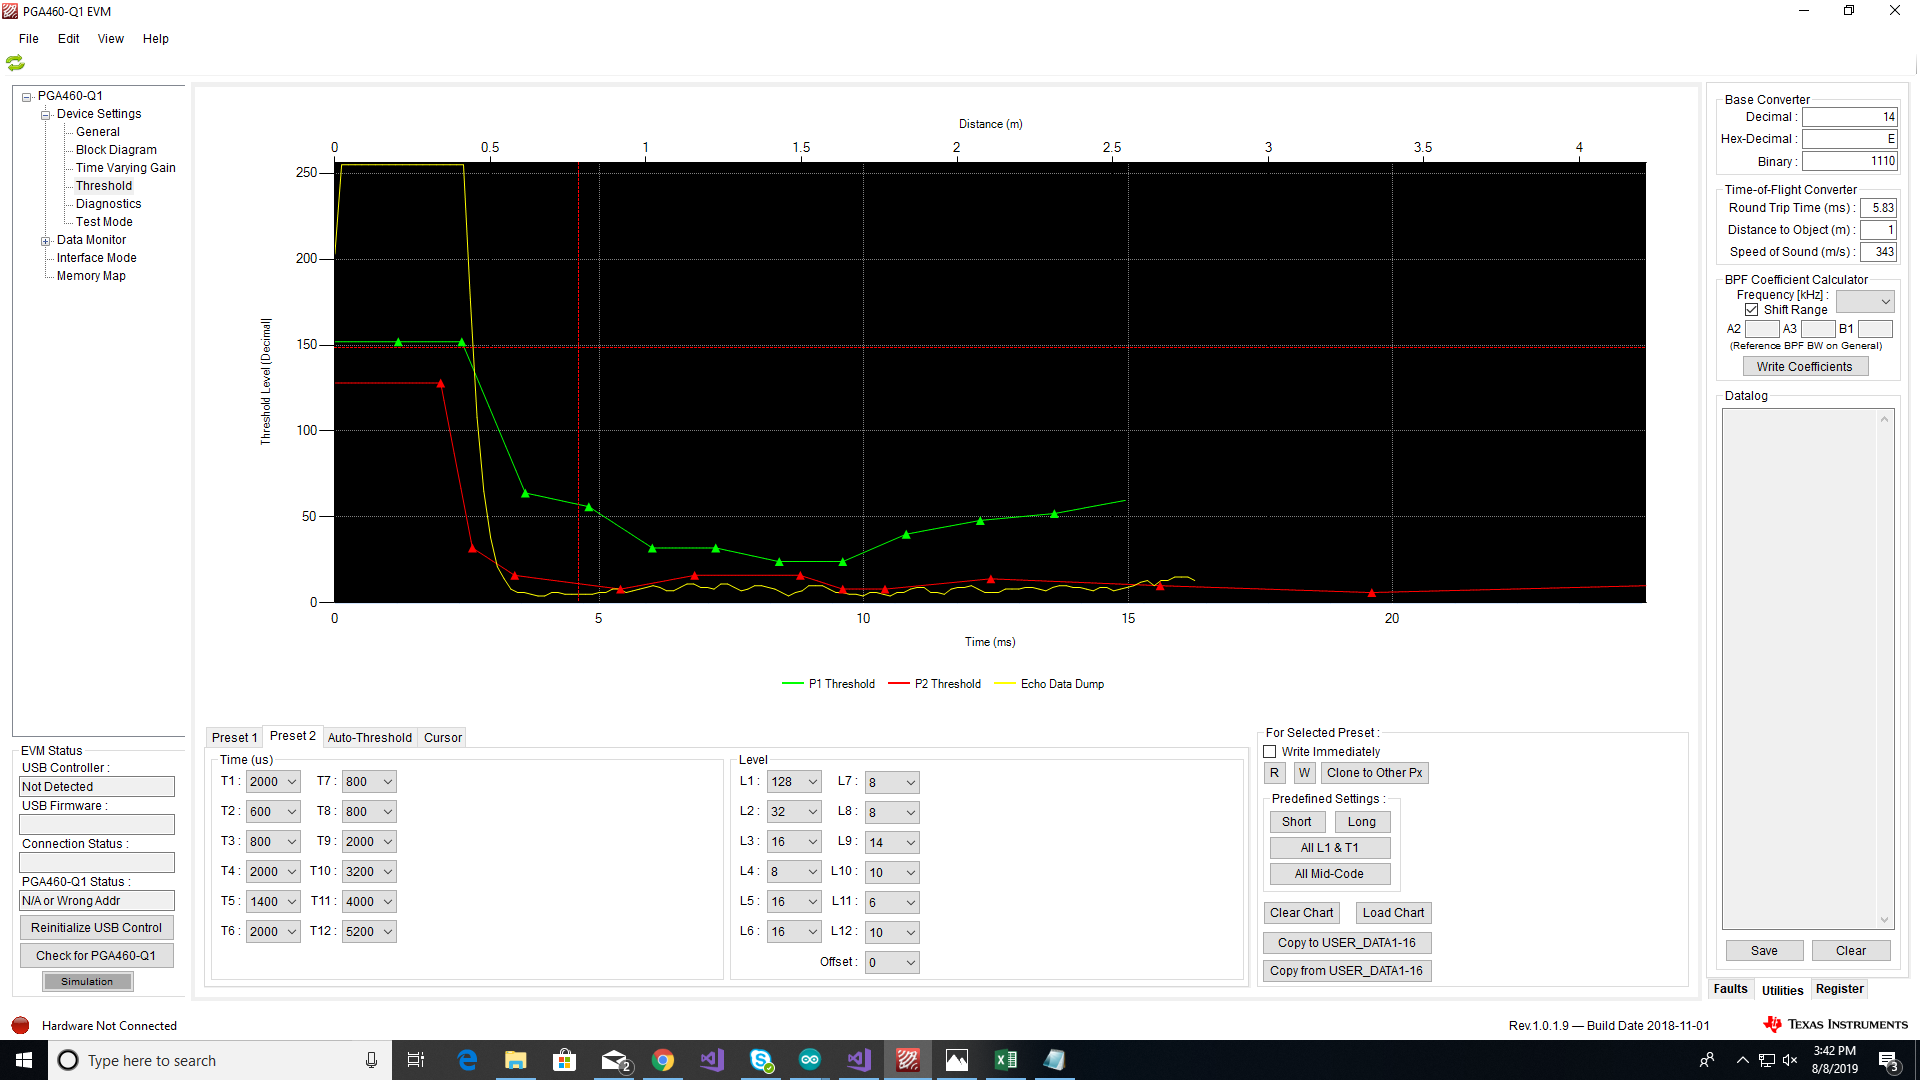 PGA460-Q1 EVM
File Edit View Help
PGA460-Q1
Device Settings
General
Block Diagram
Time Varying Gain
Threshold
Diagnostics
Test Mode
Data Monitor
Interface Mode
Memory Map
EVM Status
USB Controller :
Not Detected
USB Firmware :
Connection Status :
PGA460-Q1 Status :
N/A or Wrong Addr
Reinitialize USB Control
Check for PGA460-Q1
Simulation
Distance (m)
0 0.5 1 1.5 2 2.5 3 3.5 4
250
200
150
100
50
0
Threshold Level [Decimal]
0 5 10 15 20
Time (ms)
P1 Threshold P2 Threshold Echo Data Dump
Preset 1 Preset 2 Auto-Threshold Cursor
Time (us)
T1 : 2000 T7 : 800
T2 : 600 T8 : 800
T3 : 800 T9 : 2000
T4 : 2000 T10 : 3200
T5 : 1400 T11 : 4000
T6 : 2000 T12 : 5200
Level
L1 : 128 L7 : 8
L2 : 32 L8 : 8
L3 : 16 L9 : 14
L4 : 8 L10 : 10
L5 : 16 L11 : 6
L6 : 16 L12 : 10
Offset : 0
For Selected Preset :
Write Immediately
R W Clone to Other Px
Predefined Settings :
Short Long
All L1 & T1
All Mid-Code
Clear Chart Load Chart
Copy to USER_DATA1-16
Copy from USER_DATA1-16
Base Converter
Decimal : 14
Hex-Decimal : E
Binary : 1110
Time-of-Flight Converter
Round Trip Time (ms) : 5.83
Distance to Object (m) : 1
Speed of Sound (m/s) : 343
BPF Coefficient Calculator
Frequency [kHz] :
Shift Range
A2 A3 B1
(Reference BPF BW on General)
Write Coefficients
Datalog
Save Clear
Faults Utilities Register
Hardware Not Connected
Rev.1.0.1.9 — Build Date 2018-11-01
TEXAS INSTRUMENTS
Type here to search
2
3:42 PM
8/8/2019
3